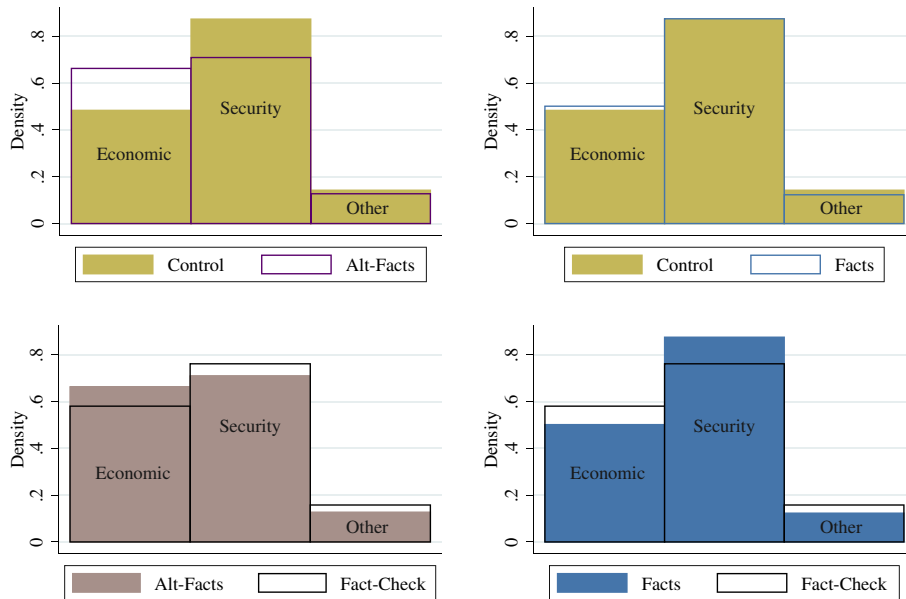 Density
.8
.6
.4
.2
0
Economic
Security
Other
Control
Alt-Facts
Density
.8
.6
.4
.2
0
Economic
Security
Other
Control
Facts
Density
.8
.6
.4
.2
0
Economic
Security
Other
Alt-Facts
Fact-Check
Density
.8
.6
.4
.2
0
Economic
Security
Other
Facts
Fact-Check